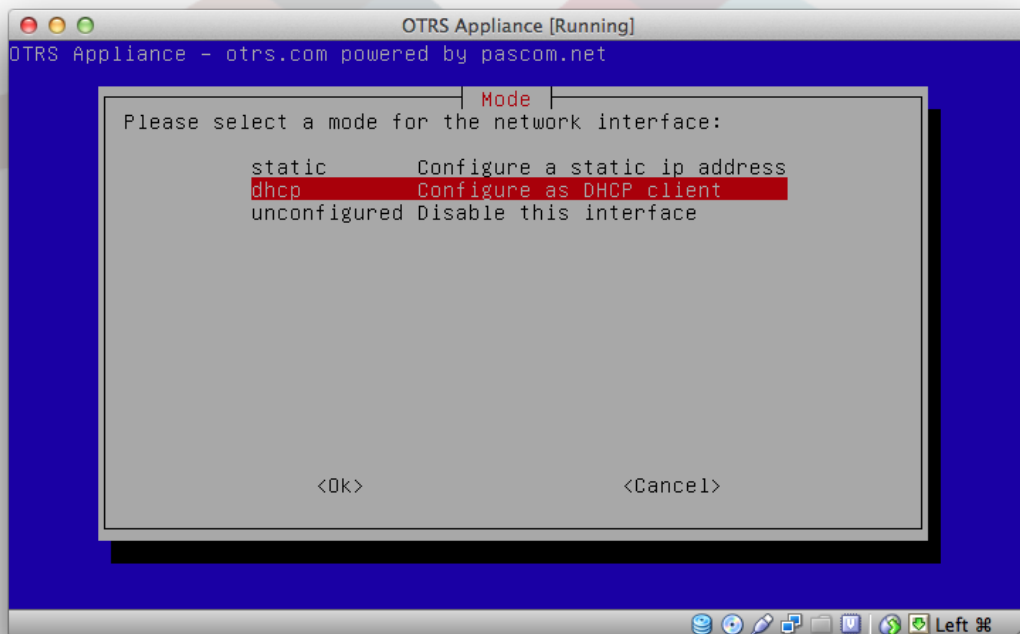 OTRS Appliance [Running]
OTRS Appliance - otrs.com powered by pascom.net
Mode
Please select a mode for the network interface:
static Configure a static ip address
dhcp Configure as DHCP client
unconfigured Disable this interface
<Ok> <Cancel>
Left ⌘